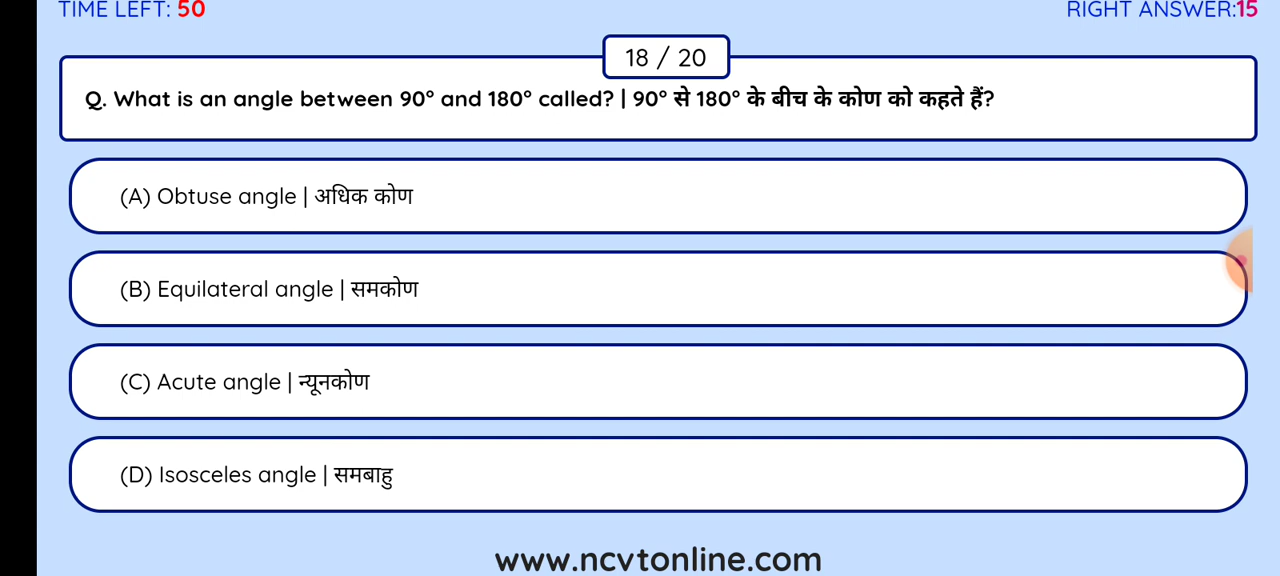 TIME LEFT: 50
RIGHT ANSWER:15
18 / 20
Q. What is an angle between 90° and 180° called? | 90° से 180° के बीच के कोण को कहते हैं?
(A) Obtuse angle | अधिक कोण
(B) Equilateral angle | समकोण
(C) Acute angle | न्यूनकोण
(D) Isosceles angle | समबाहु
www.ncvtonline.com